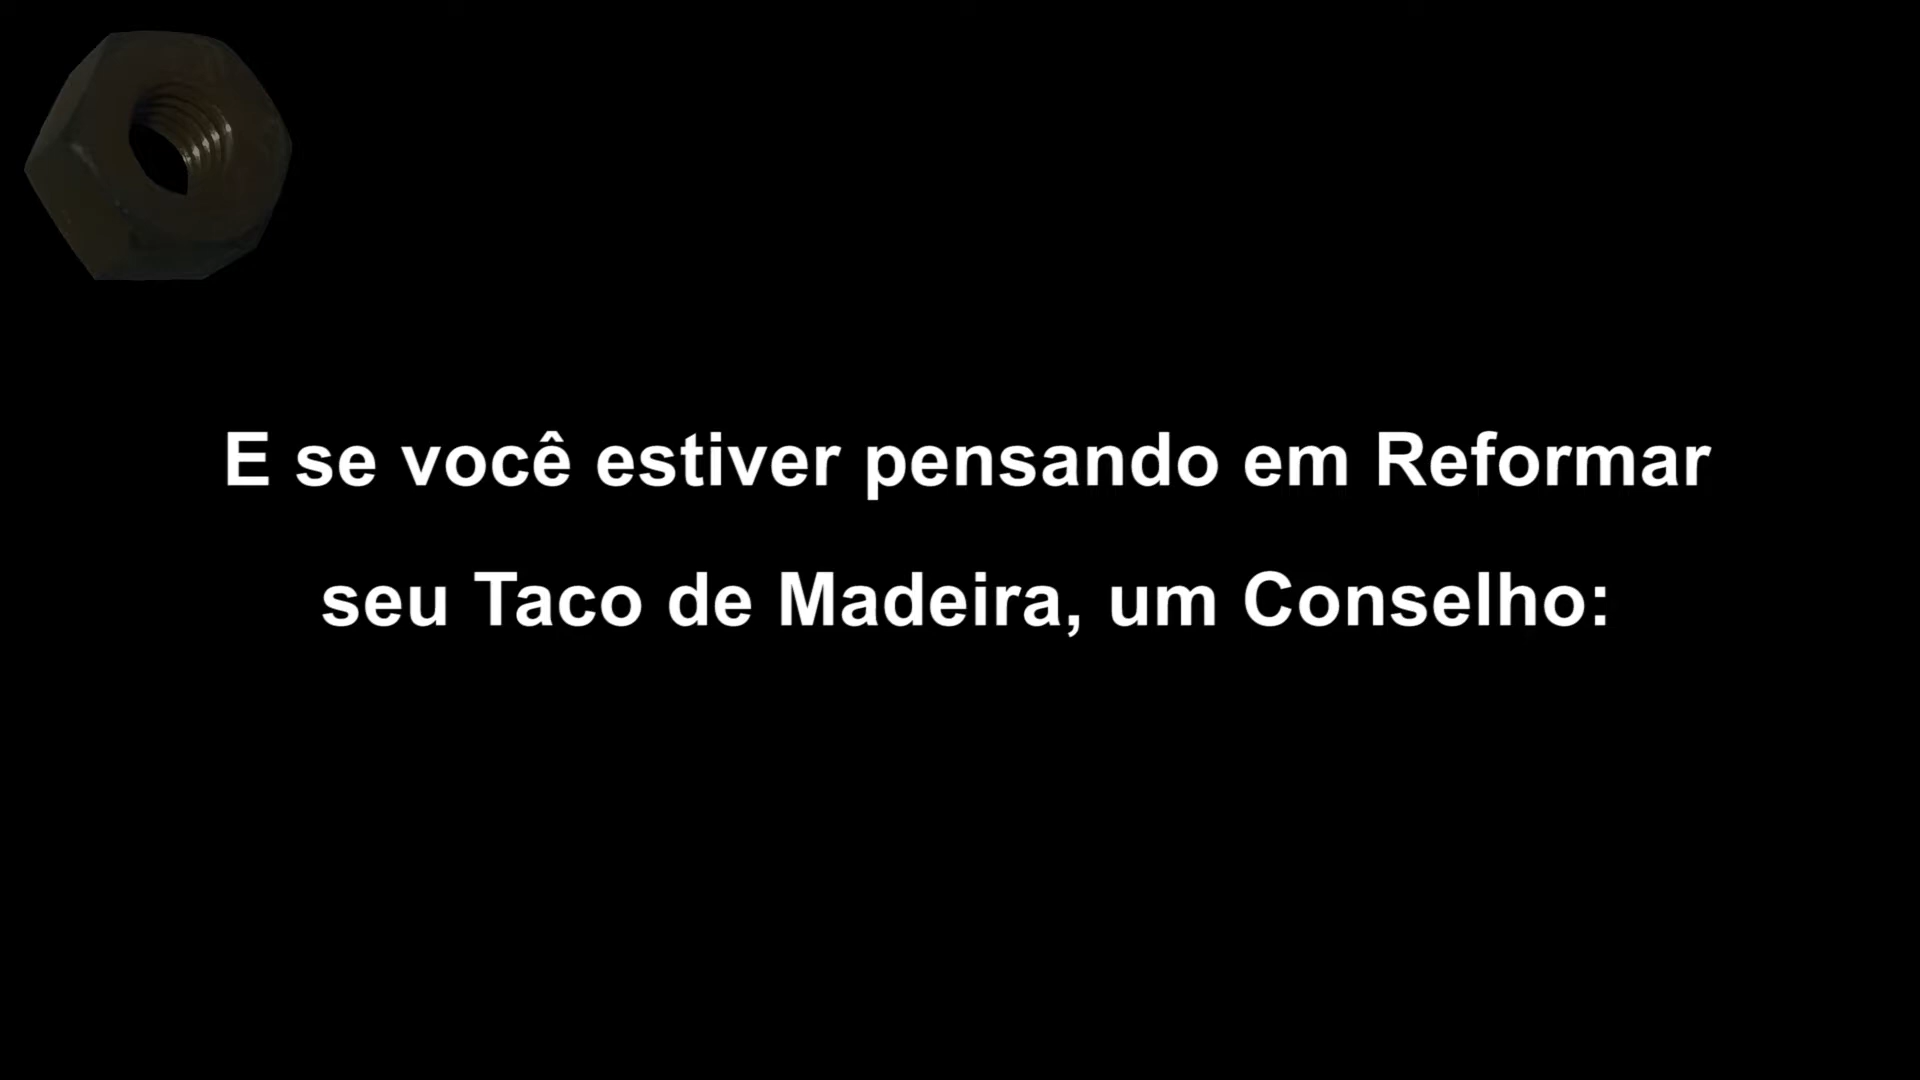 E se você estiver pensando em Reformar
seu Taco de Madeira, um Conselho: